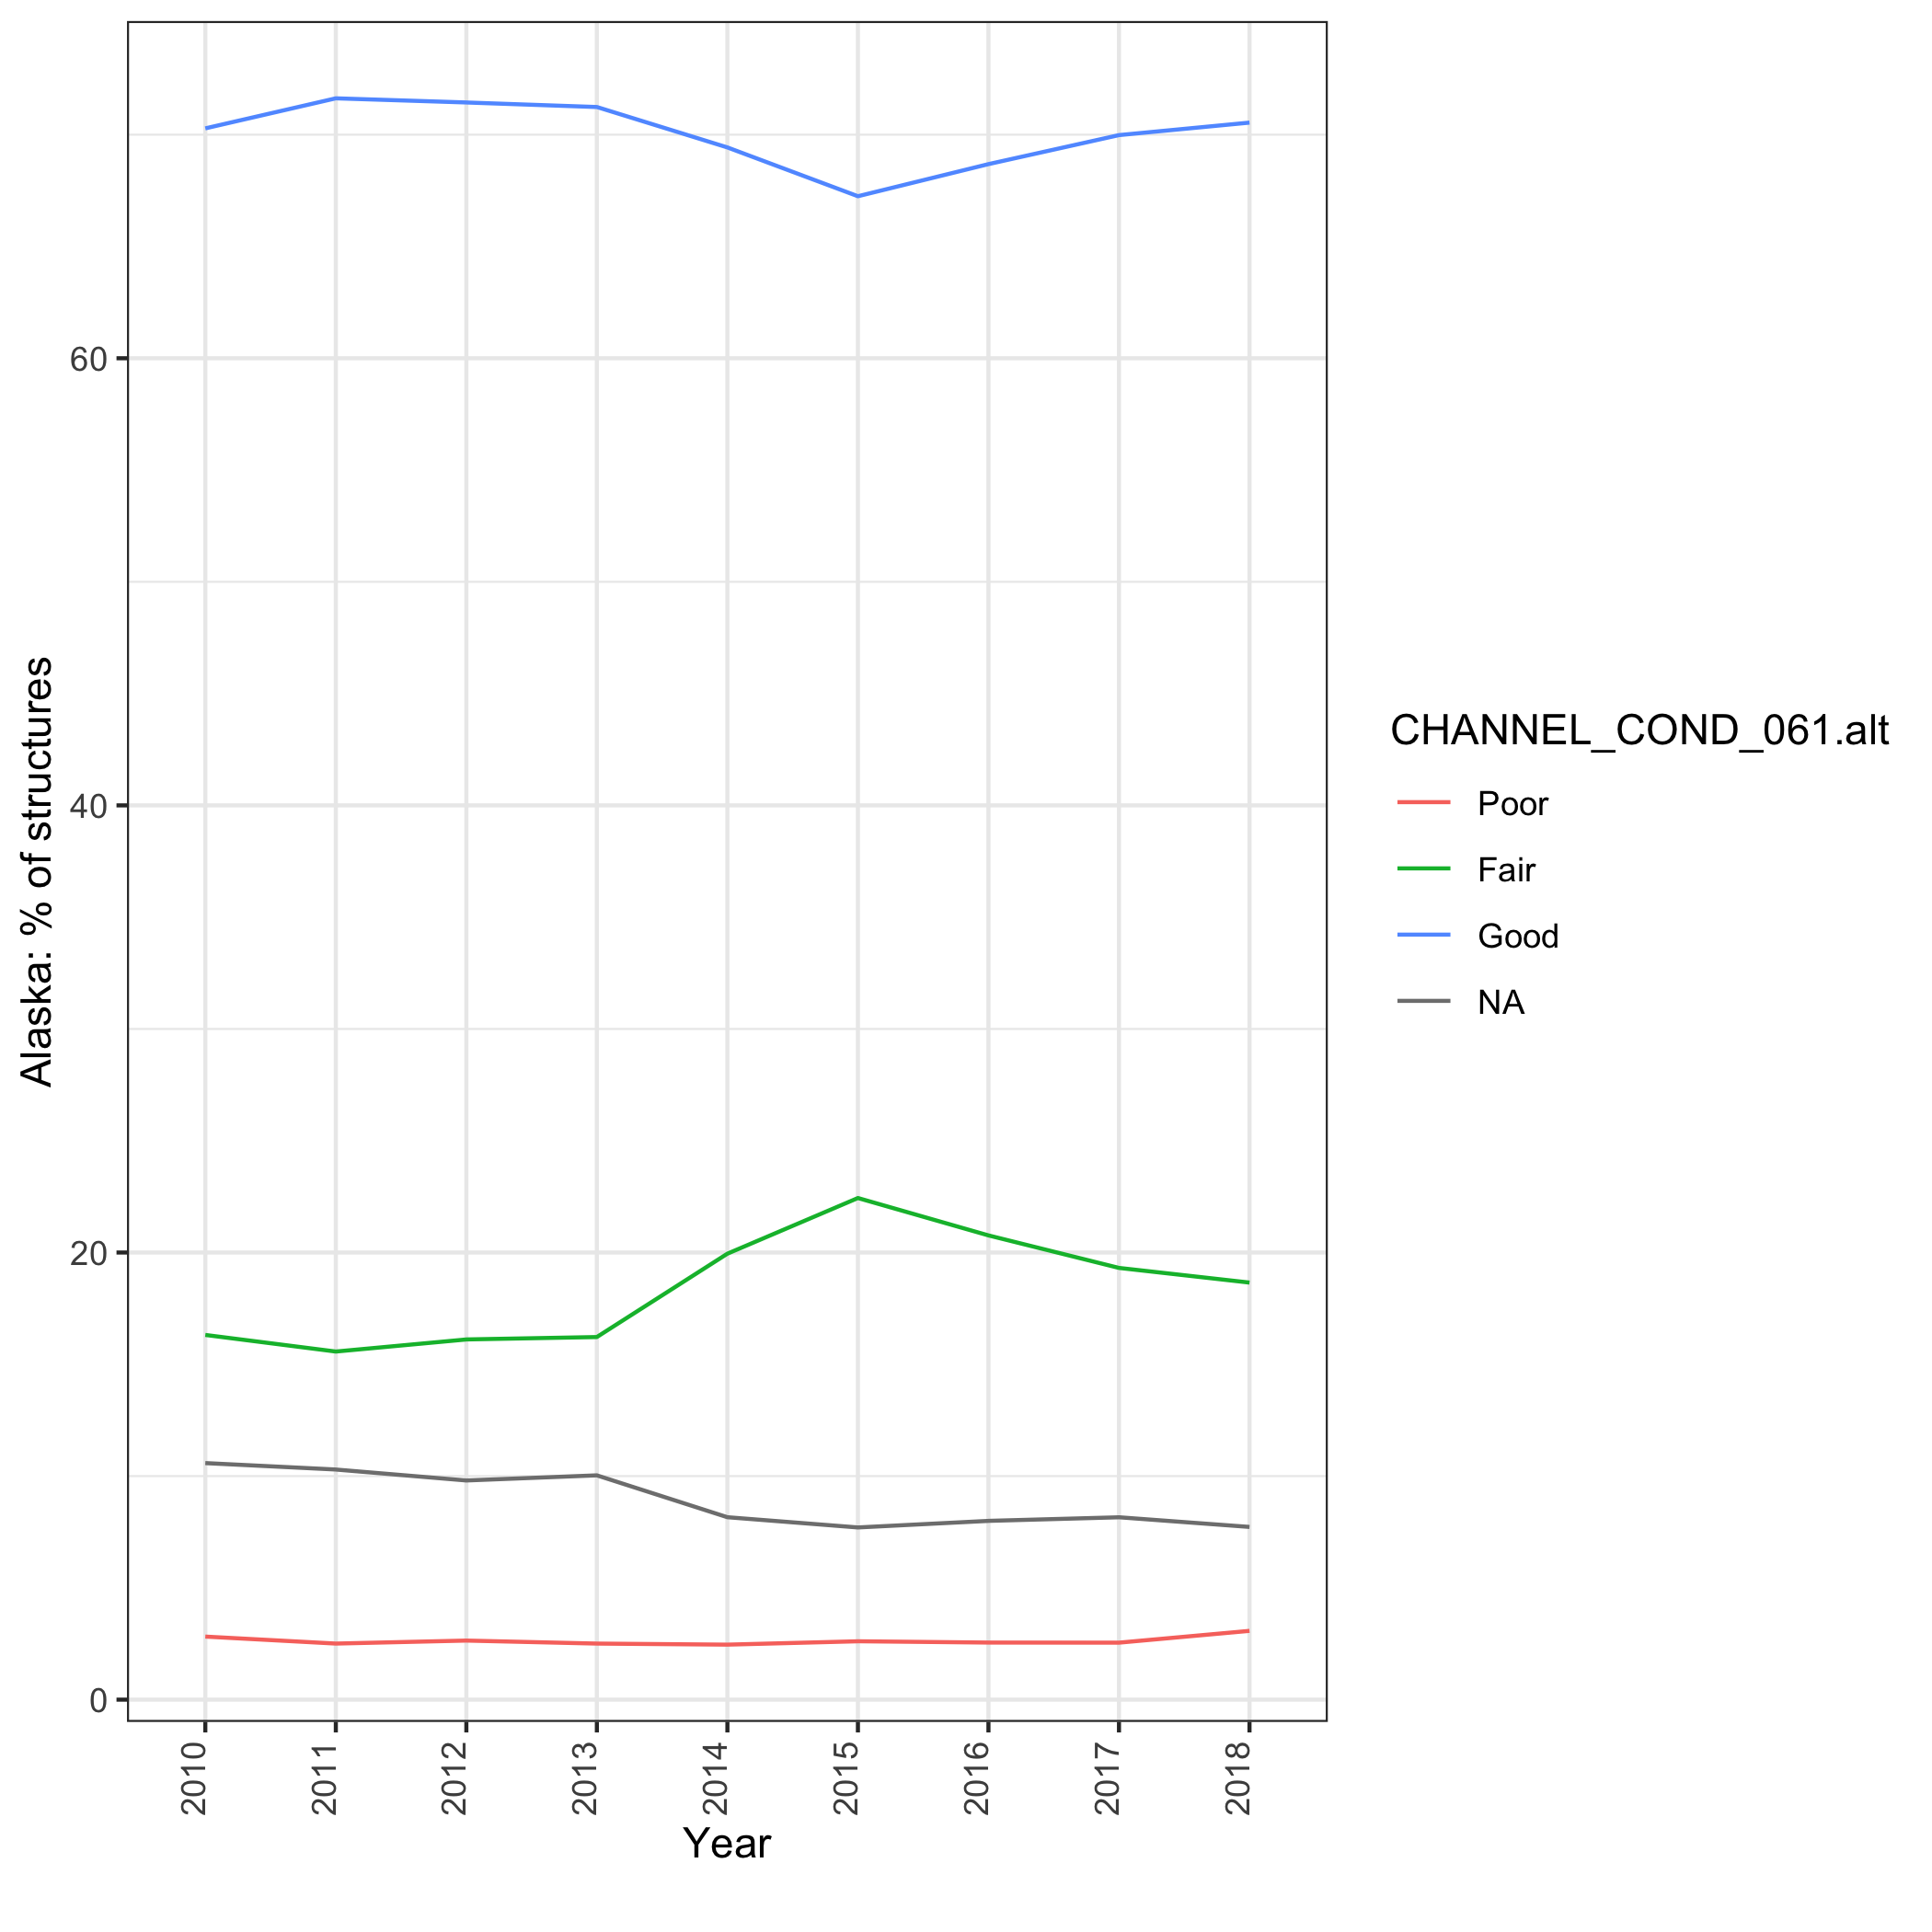 Alaska: % of structures
60
40
20
0
2010
2011
2012
2013
2014
2015
2016
2017
2018
Year
CHANNEL_COND_061.alt
Poor
Fair
Good
NA